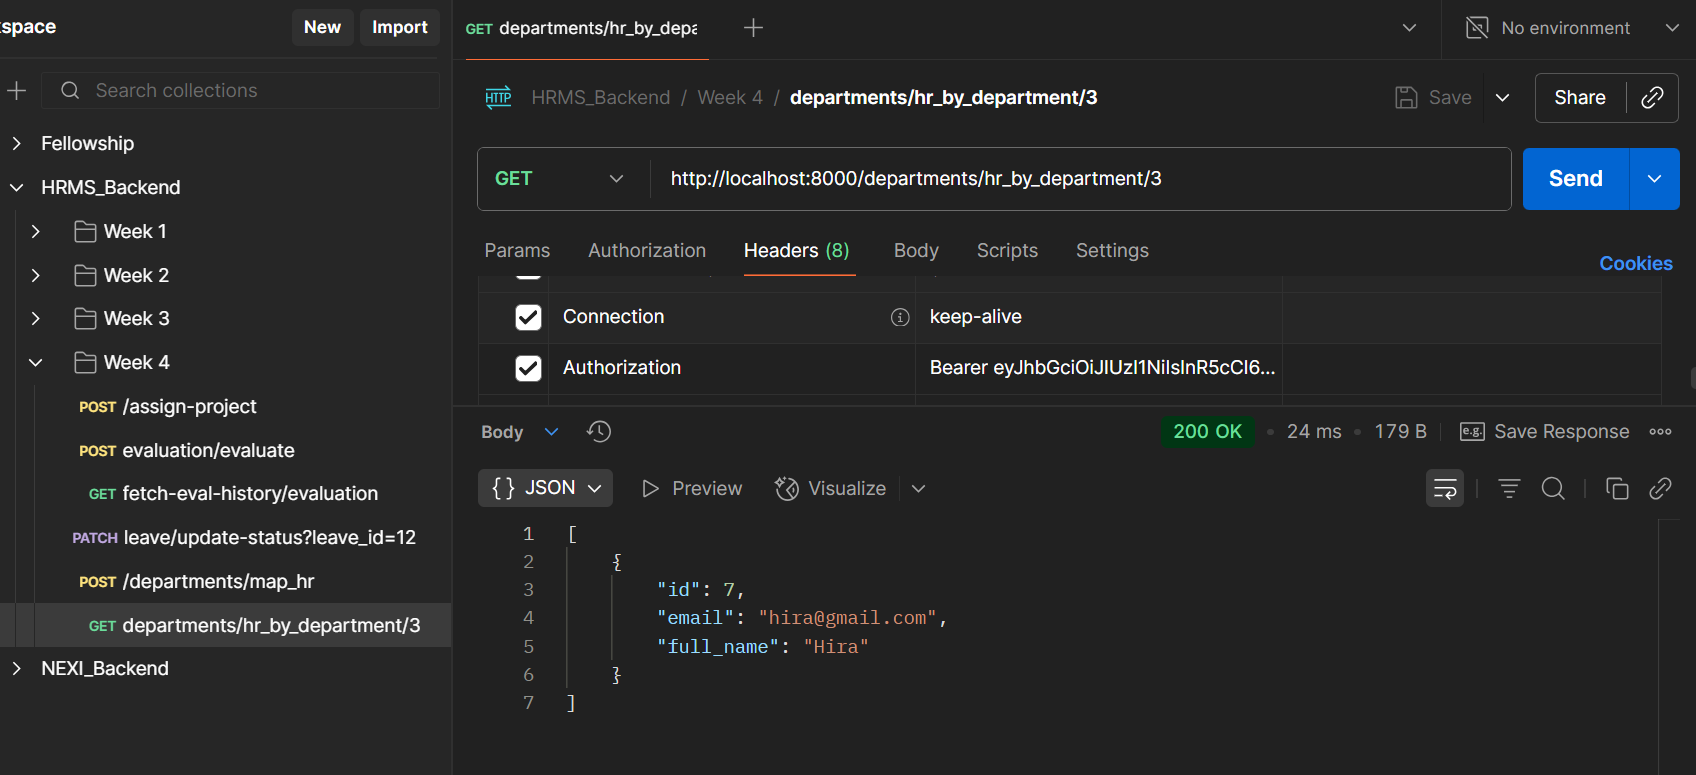 kspace
New
Import
Search collections
Fellowship
HRMS_Backend
Week 1
Week 2
Week 3
Week 4
POST /assign-project
POST evaluation/evaluate
GET fetch-eval-history/evaluation
PATCH leave/update-status?leave_id=12
POST /departments/map_hr
GET departments/hr_by_department/3
NEXI_Backend
GET departments/hr_by_depa
No environment
HTTP HRMS_Backend / Week 4 / departments/hr_by_department/3
Save
Share
GET http://localhost:8000/departments/hr_by_department/3
Send
Params Authorization Headers (8) Body Scripts Settings
Cookies
Connection keep-alive
Authorization Bearer eyJhbGciOiJIUzI1NiIsInR5cCI6...
Body
200 OK • 24 ms • 179 B
e.g. Save Response
{} JSON
Preview
Visualize
1 [
2 {
3 "id": 7,
4 "email": "hira@gmail.com",
5 "full_name": "Hira"
6 }
7 ]